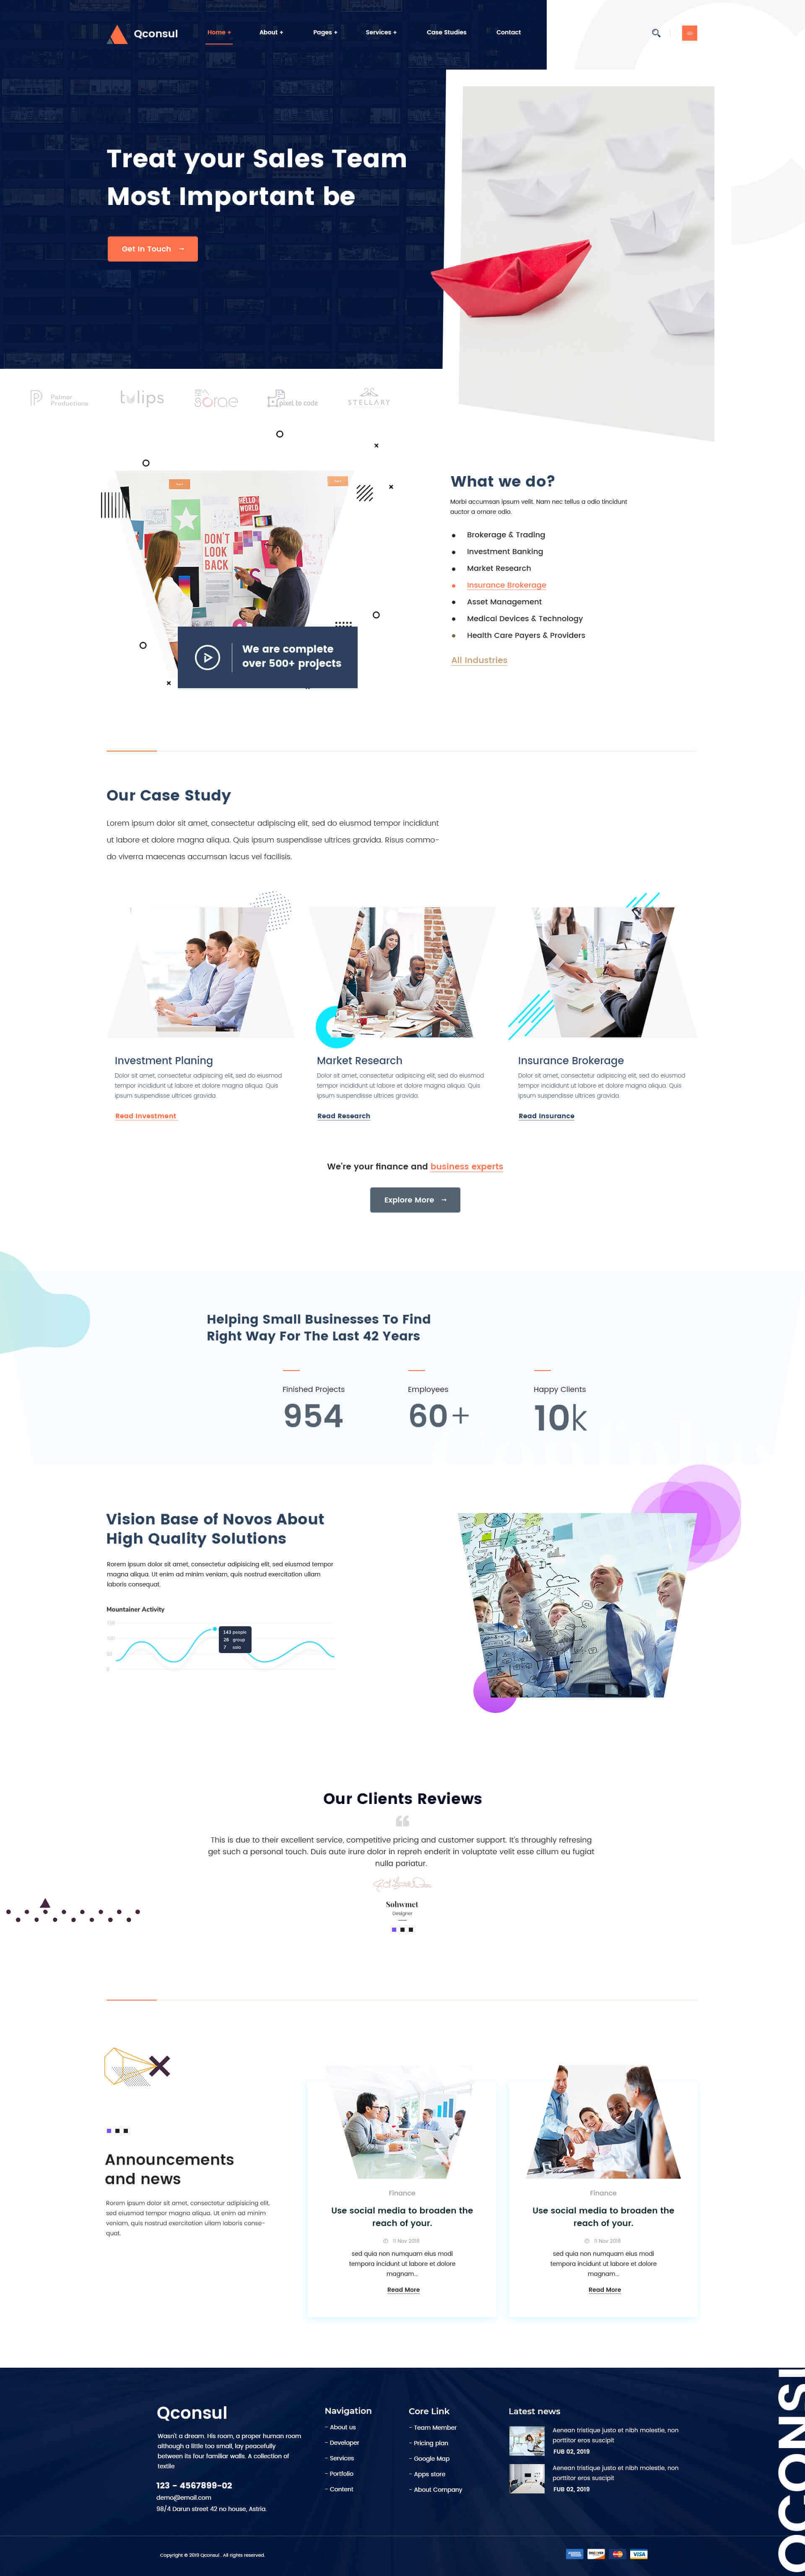 Qconsul
Home +
About +
Pages +
Services +
Case Studies
Contact
Treat your Sales Team
Most Important be
Get In Touch →
Palmer
Productions
tulips
sorae
pixel to code
STELLARY
HELLO
WORLD
DON'T
LOOK
BACK
We are complete
over 500+ projects
What we do?
Morbi accumsan ipsum velit. Nam nec tellus a odio tincidunt
auctor a ornare odio.
Brokerage & Trading
Investment Banking
Market Research
Insurance Brokerage
Asset Management
Medical Devices & Technology
Health Care Payers & Providers
All Industries
Our Case Study
Lorem ipsum dolor sit amet, consectetur adipiscing elit, sed do eiusmod tempor incididunt
ut labore et dolore magna aliqua. Quis ipsum suspendisse ultrices gravida. Risus commo-
do viverra maecenas accumsan lacus vel facilisis.
Investment Planing
Dolor sit amet, consectetur adipiscing elit, sed do eiusmod
tempor incididunt ut labore et dolore magna aliqua. Quis
ipsum suspendisse ultrices gravida.
Read Investment
Market Research
Dolor sit amet, consectetur adipiscing elit, sed do eiusmod
tempor incididunt ut labore et dolore magna aliqua. Quis
ipsum suspendisse ultrices gravida.
Read Research
Insurance Brokerage
Dolor sit amet, consectetur adipiscing elit, sed do eiusmod
tempor incididunt ut labore et dolore magna aliqua. Quis
ipsum suspendisse ultrices gravida.
Read Insurance
We're your finance and business experts
Explore More →
Helping Small Businesses To Find
Right Way For The Last 42 Years
Finished Projects
954
Employees
60+
Happy Clients
10k
Vision Base of Novos About
High Quality Solutions
Rorem ipsum dolor sit amet, consectetur adipisicing elit, sed eiusmod tempor
magna aliqua. Ut enim ad minim veniam, quis nostrud exercitation ullam
laboris consequat.
Mountainer Activity
100
50
0
143 people
28 group
7 solo
Our Clients Reviews
This is due to their excellent service, competitive pricing and customer support. It's throughly refresing
get such a personal touch. Duis aute irure dolor in repreh enderit in voluptate velit esse cillum eu fugiat
nulla pariatur.
Sohwmet
Designer
Announcements
and news
Rorem ipsum dolor sit amet, consectetur adipisicing elit,
sed eiusmod tempor magna aliqua. Ut enim ad minim
veniam, quis nostrud exercitation ullam laboris conse-
quat.
Finance
Use social media to broaden the
reach of your.
11 Nov 2018
sed quia non numquam eius modi
tempora incidunt ut labore et dolore
magnam...
Read More
Finance
Use social media to broaden the
reach of your.
11 Nov 2018
sed quia non numquam eius modi
tempora incidunt ut labore et dolore
magnam...
Read More
Qconsul
Wasn't a dream. His room, a proper human room
although a little too small, lay peacefully
between its four familiar walls. A collection of
textile
123 - 4567899-02
demo@email.com
98/4 Darun street 42 no house, Astria.
Navigation
- About us
- Developer
- Services
- Portfolio
- Content
Core Link
- Team Member
- Pricing plan
- Google Map
- Apps store
- About Company
Latest news
Aenean tristique justo et nibh molestie, non
porttitor eros suscipit
FUB 02, 2019
Aenean tristique justo et nibh molestie, non
porttitor eros suscipit
FUB 02, 2019
QCONSU
Copyright © 2019 Qconsul . All rights reserved.
VISA